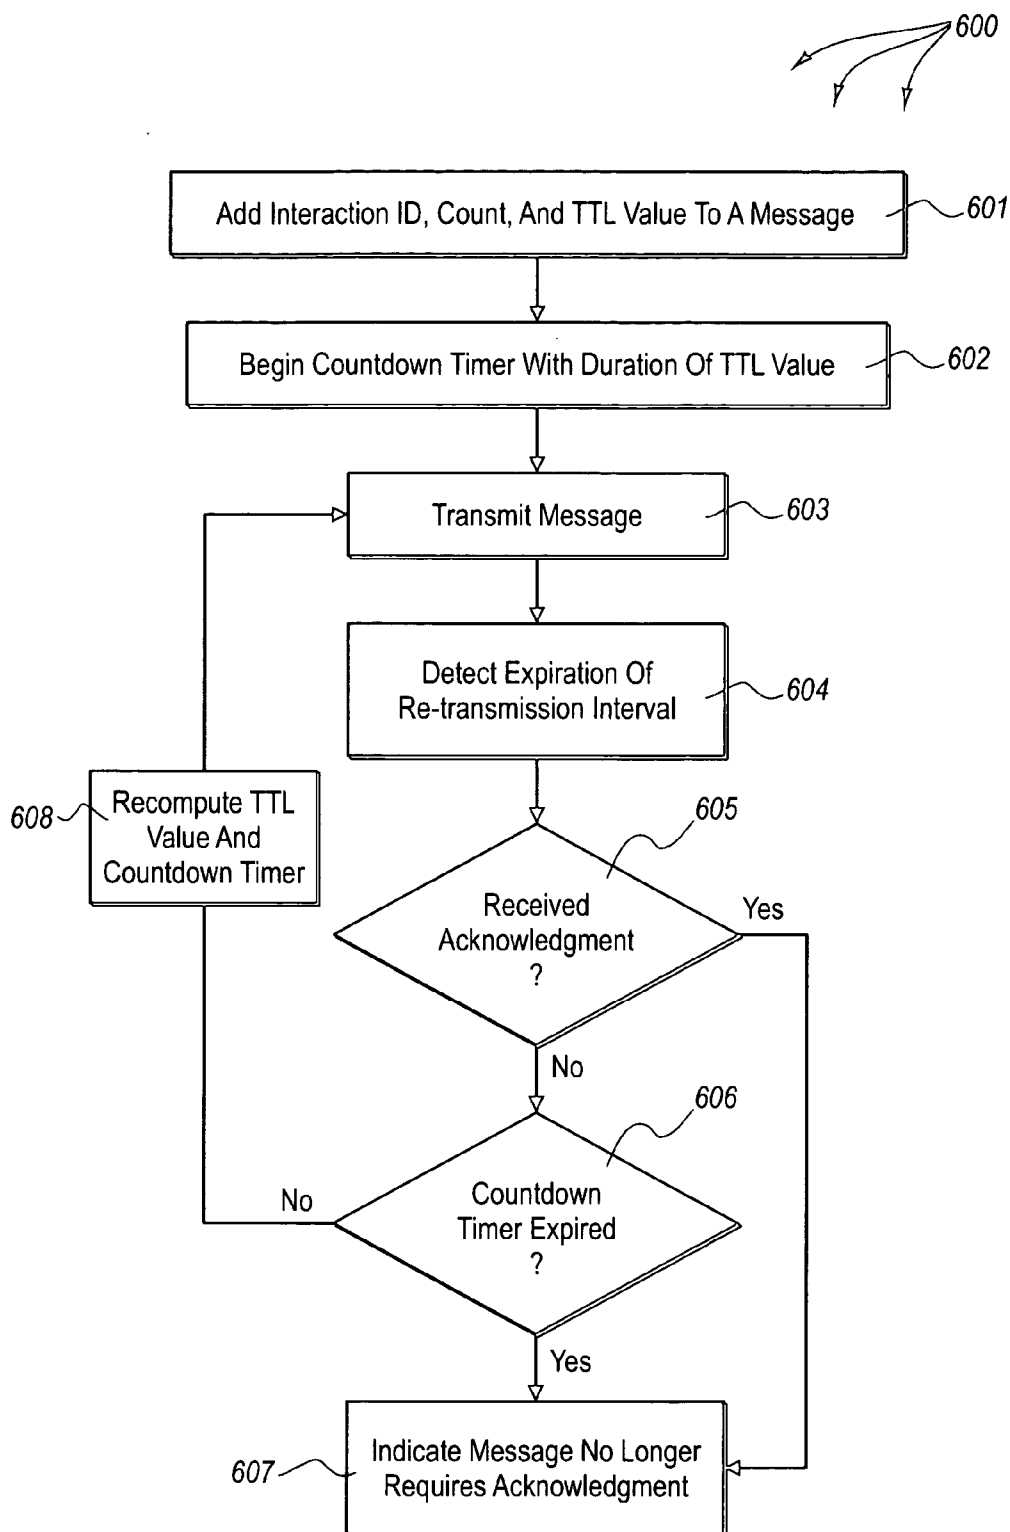 600
Add Interaction ID, Count, And TTL Value To A Message
601
Begin Countdown Timer With Duration Of TTL Value
602
Transmit Message
603
Detect Expiration Of
Re-transmission Interval
604
608
Recompute TTL
Value And
Countdown Timer
605
Received
Acknowledgment
?
Yes
No
606
Countdown
Timer Expired
?
No
Yes
607
Indicate Message No Longer
Requires Acknowledgment